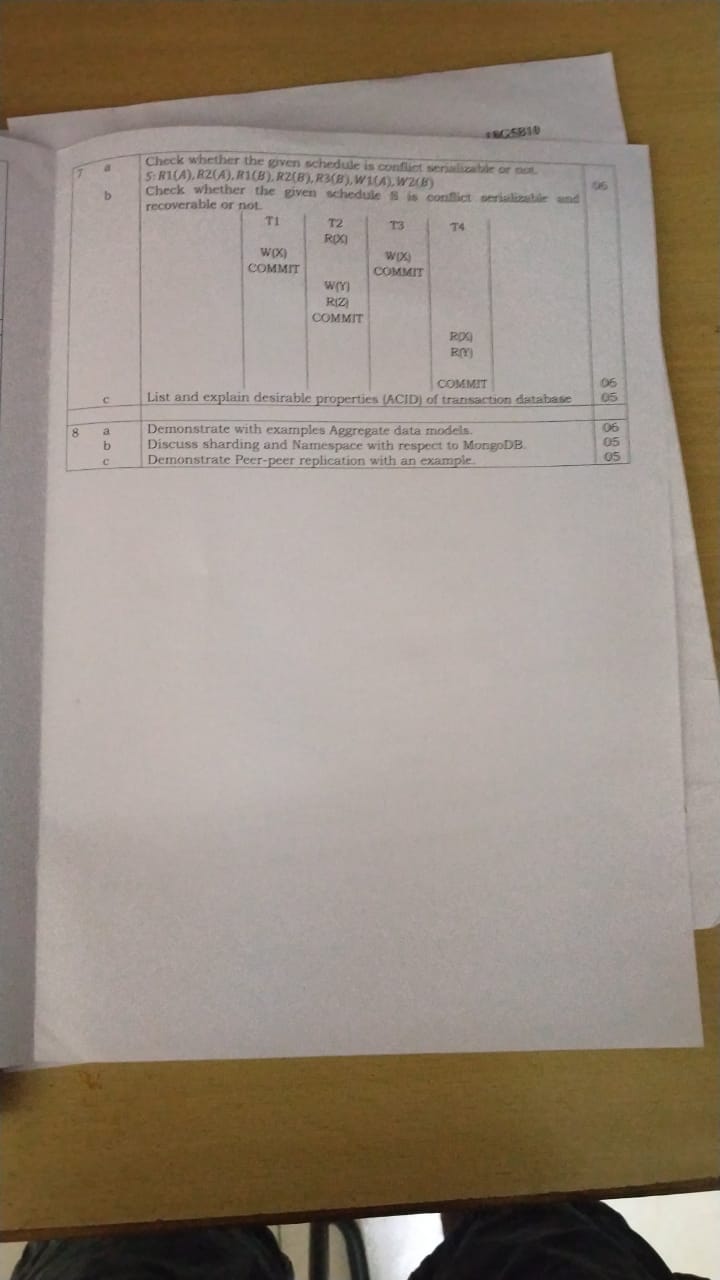 18CS810
7 a Check whether the given schedule is conflict serializable or not.
S: R1(A), R2(A), R1(B), R2(B), R3(B), W1(A), W2(B) 06
b Check whether the given schedule S is conflict serializable and
recoverable or not.
T1 T2 T3 T4
R(X)
W(X) W(X)
COMMIT COMMIT
W(Y)
R(Z)
COMMIT
R(X)
R(Y)
COMMIT 06
c List and explain desirable properties (ACID) of transaction database 05
8 a Demonstrate with examples Aggregate data models. 06
b Discuss sharding and Namespace with respect to MongoDB. 05
c Demonstrate Peer-peer replication with an example. 05